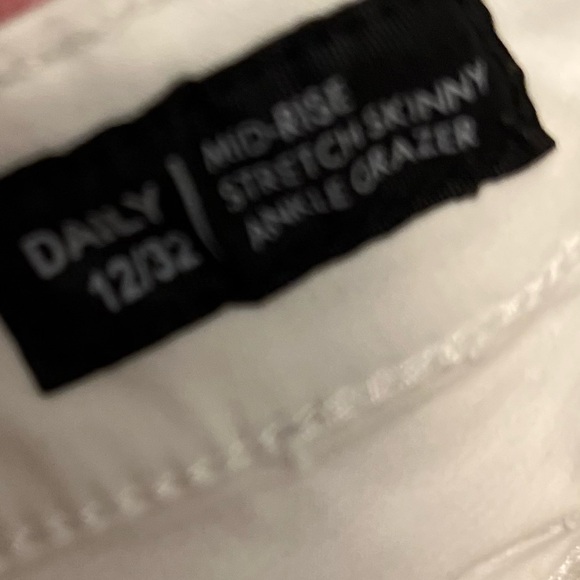 DAILY
12/32
MID-RISE
STRETCH SKINNY
ANKLE GRAZER